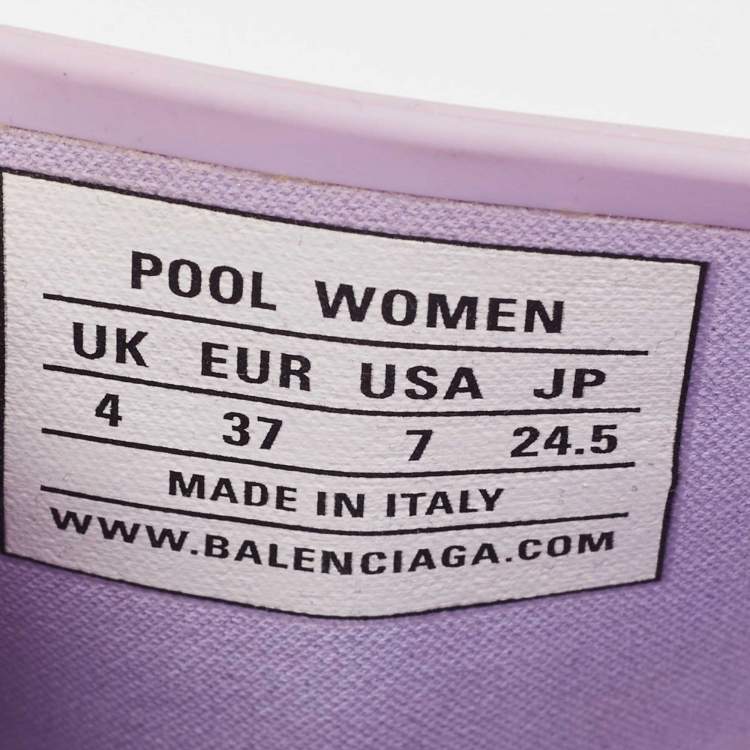 POOL WOMEN
UK EUR USA JP
4 37 7 24.5
MADE IN ITALY
WWW.BALENCIAGA.COM